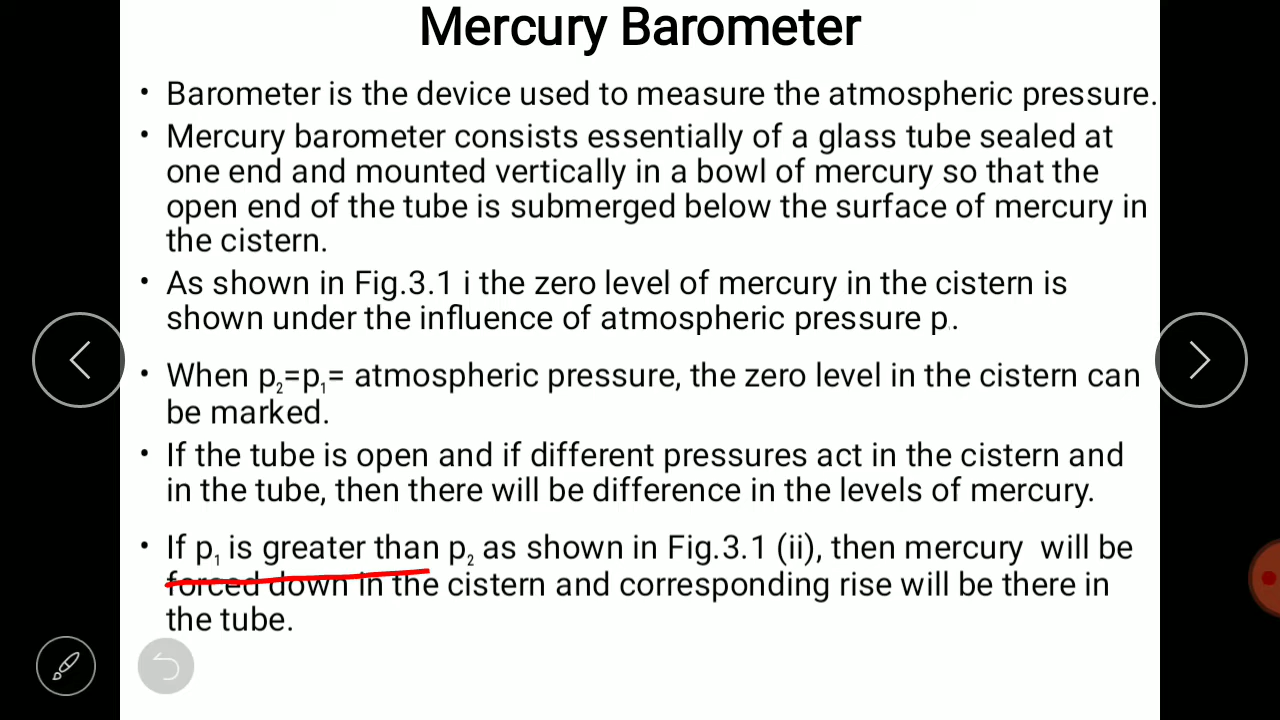 Mercury Barometer
• Barometer is the device used to measure the atmospheric pressure.
• Mercury barometer consists essentially of a glass tube sealed at
one end and mounted vertically in a bowl of mercury so that the
open end of the tube is submerged below the surface of mercury in
the cistern.
• As shown in Fig.3.1 i the zero level of mercury in the cistern is
shown under the influence of atmospheric pressure p.
• When p₂=p₁= atmospheric pressure, the zero level in the cistern can
be marked.
• If the tube is open and if different pressures act in the cistern and
in the tube, then there will be difference in the levels of mercury.
• If p₁ is greater than p₂ as shown in Fig.3.1 (ii), then mercury will be
forced down in the cistern and corresponding rise will be there in
the tube.